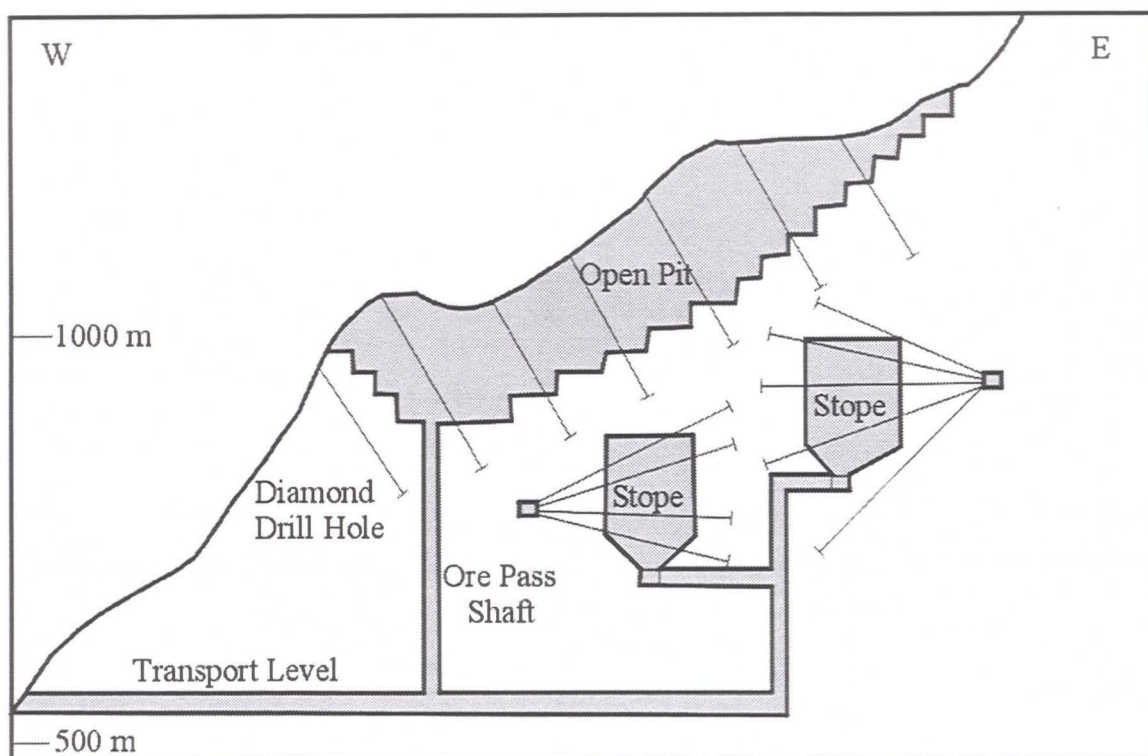 W
E
Open Pit
1000 m
Stope
Diamond
Drill Hole
Stope
Ore Pass
Shaft
Transport Level
500 m